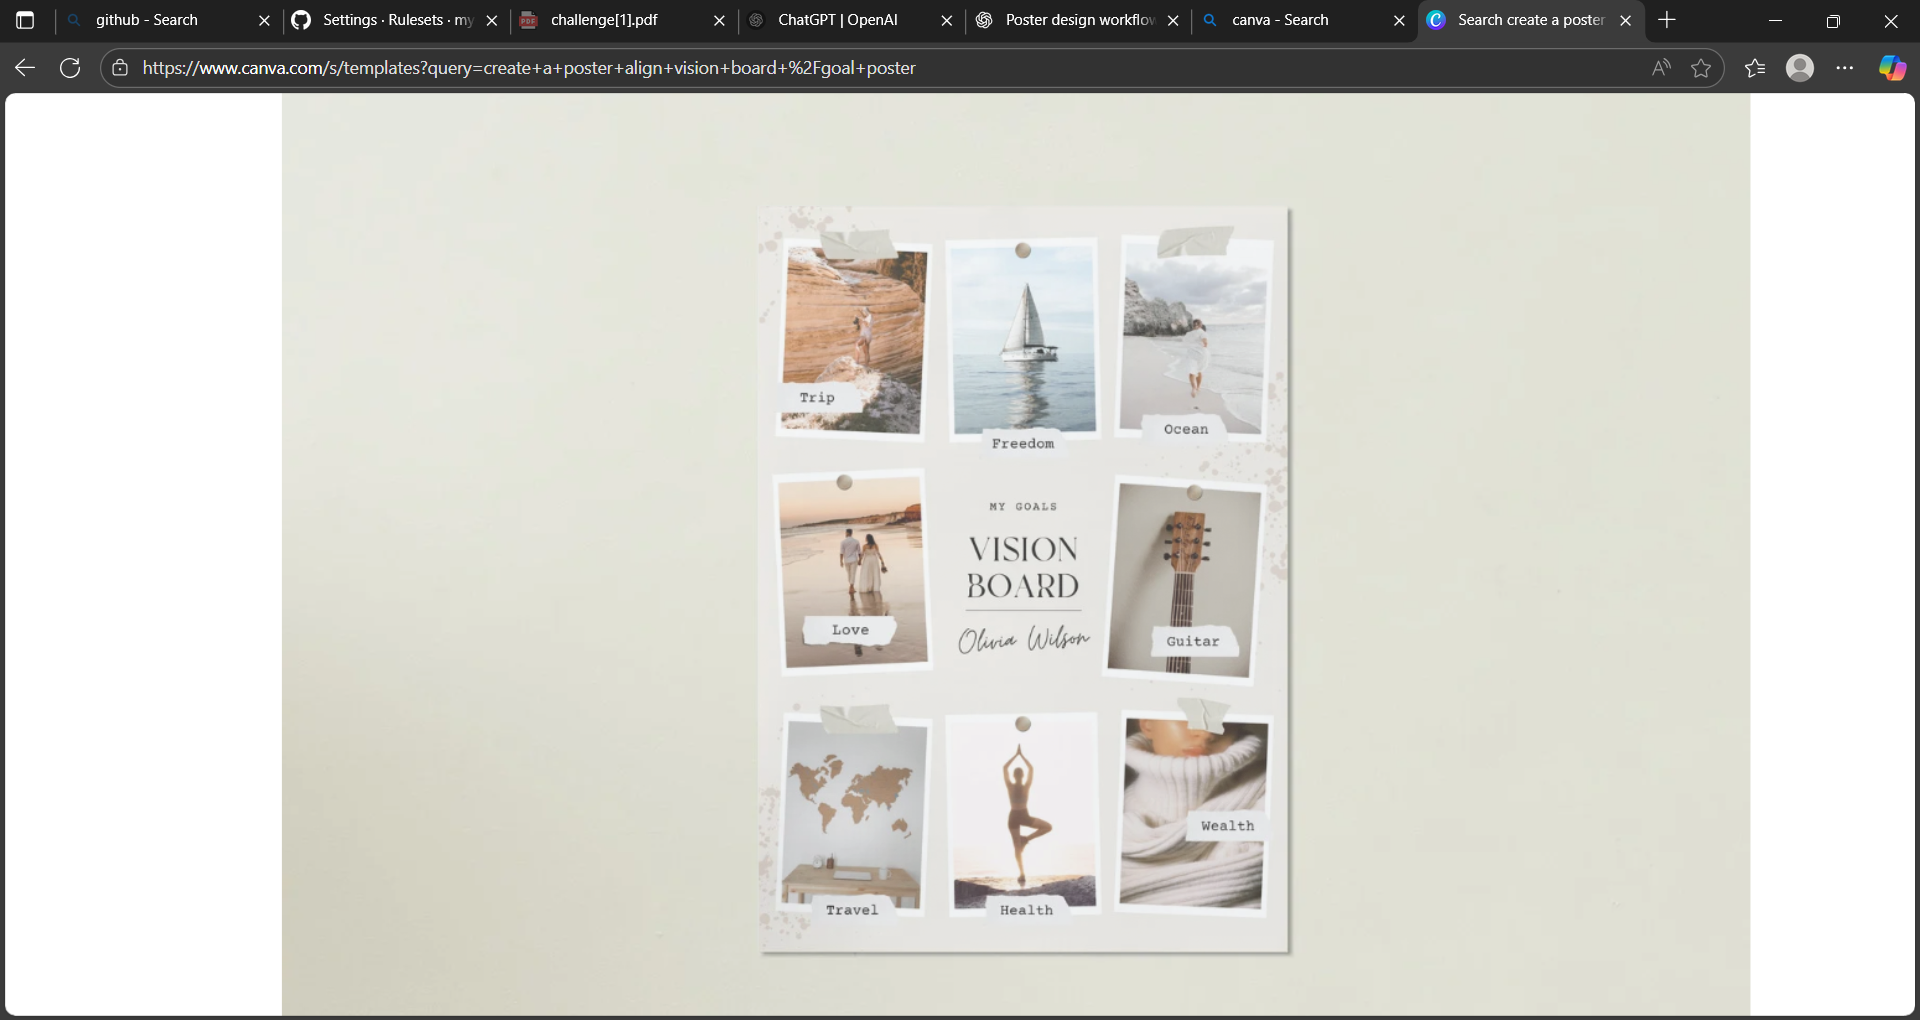 github - Search
Settings · Rulesets · my
challenge[1].pdf
ChatGPT | OpenAI
Poster design workflow
canva - Search
Search create a poster
https://www.canva.com/s/templates?query=create+a+poster+align+vision+board+%2Fgoal+poster
Trip
Freedom
Ocean
Love
MY GOALS
VISION
BOARD
Olivia Wilson
Guitar
Travel
Health
Wealth